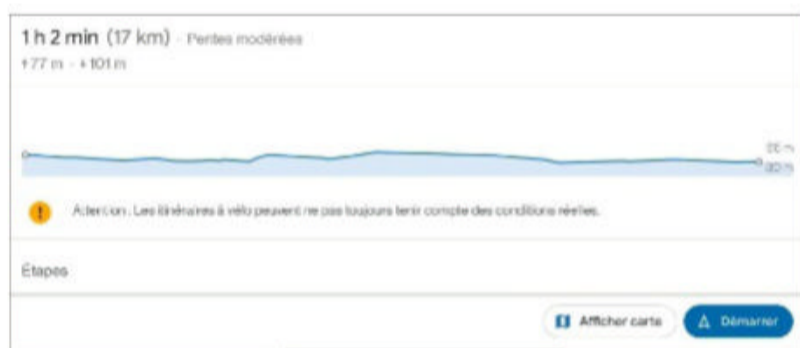 1 h 2 min (17 km) · Pentes modérées
↑77 m · ↓101 m
Attention : Les itinéraires à vélo peuvent ne pas toujours tenir compte des conditions réelles.
Étapes
Afficher carte
Démarrer